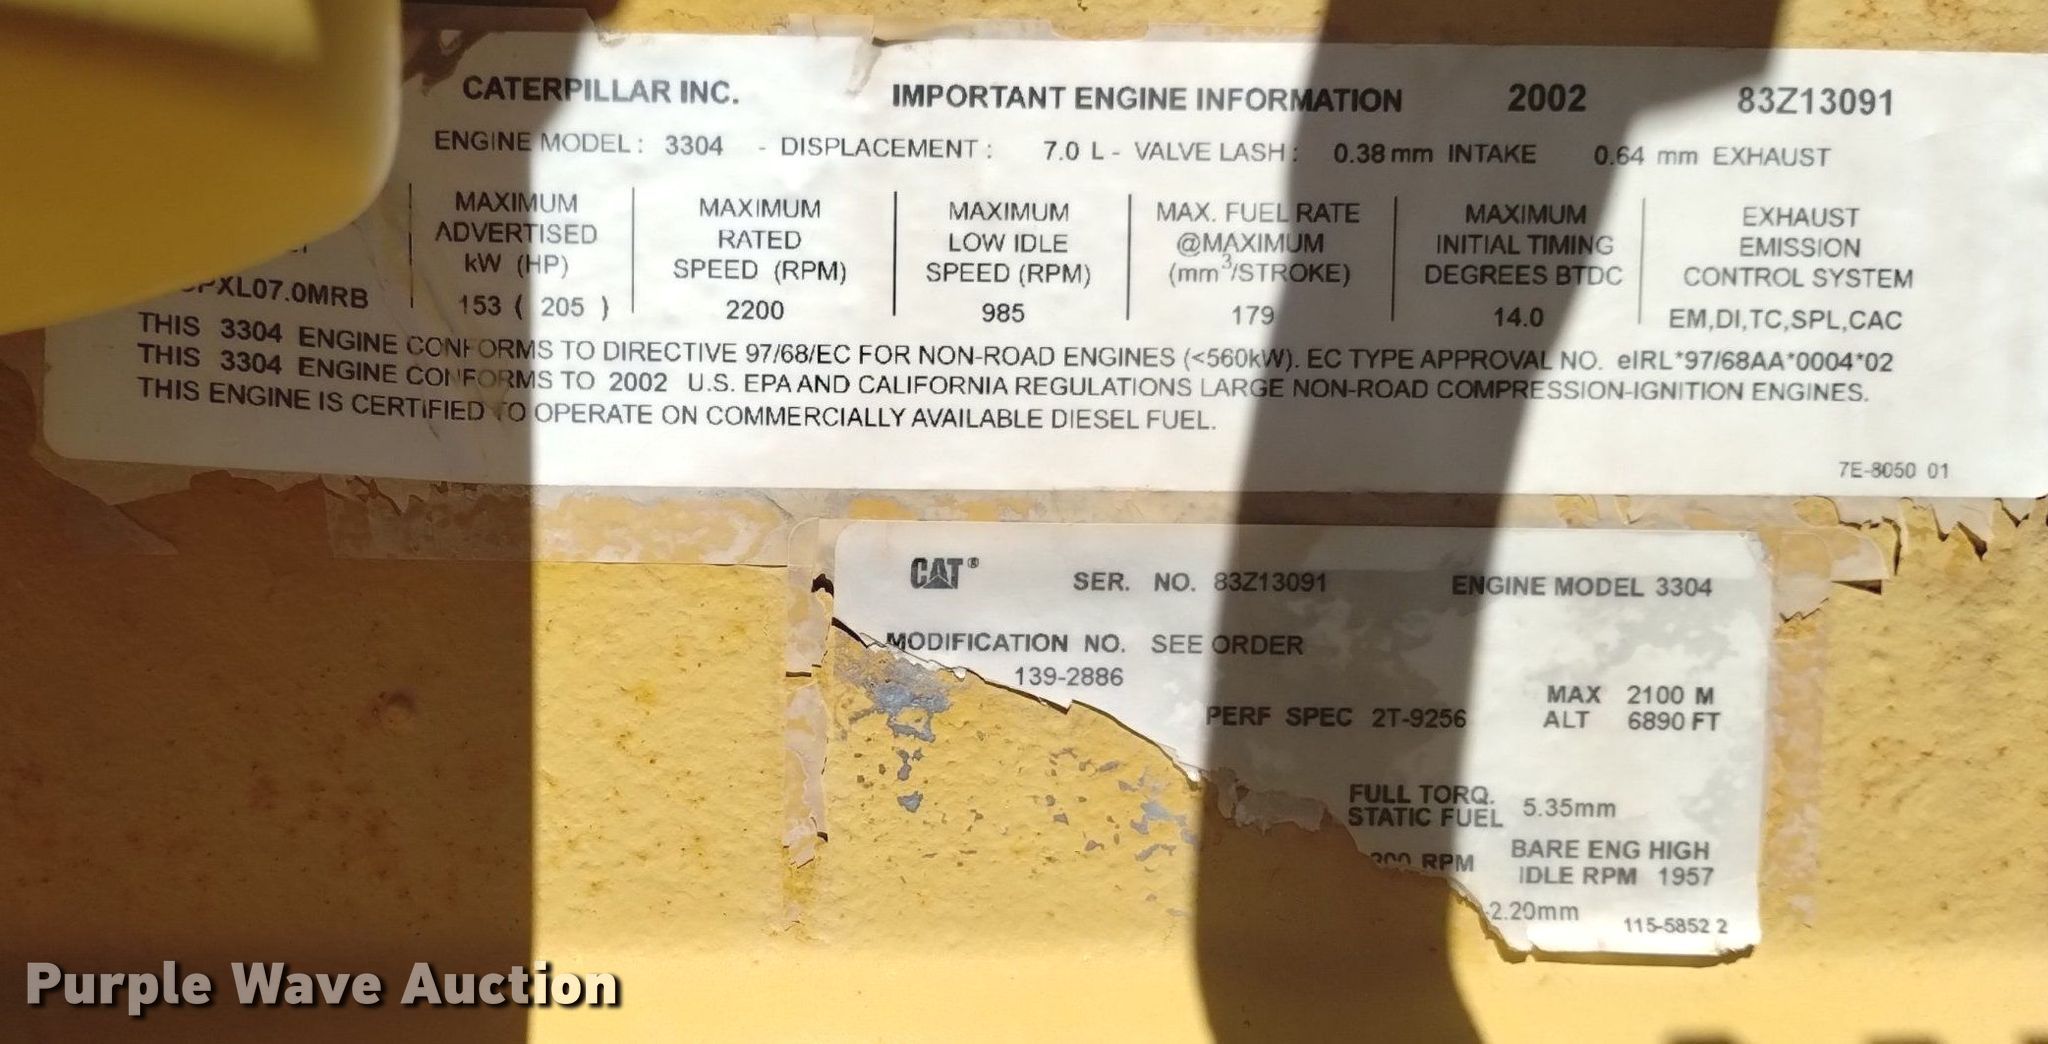 CATERPILLAR INC. IMPORTANT ENGINE INFORMATION 2002 83Z13091
ENGINE MODEL: 3304 - DISPLACEMENT: 7.0 L - VALVE LASH: 0.38 mm INTAKE 0.64 mm EXHAUST
MAXIMUM MAXIMUM MAXIMUM MAX. FUEL RATE MAXIMUM EXHAUST
ADVERTISED RATED LOW IDLE @MAXIMUM INITIAL TIMING EMISSION
kW (HP) SPEED (RPM) SPEED (RPM) (mm³/STROKE) DEGREES BTDC CONTROL SYSTEM
PXL07.0MRB 153 ( 205 ) 2200 985 179 14.0 EM,DI,TC,SPL,CAC
THIS 3304 ENGINE CONFORMS TO DIRECTIVE 97/68/EC FOR NON-ROAD ENGINES (<560kW). EC TYPE APPROVAL NO. eIRL*97/68AA*0004*02
THIS 3304 ENGINE CONFORMS TO 2002 U.S. EPA AND CALIFORNIA REGULATIONS LARGE NON-ROAD COMPRESSION-IGNITION ENGINES.
THIS ENGINE IS CERTIFIED TO OPERATE ON COMMERCIALLY AVAILABLE DIESEL FUEL.
7E-8050 01
CAT® SER. NO. 83Z13091 ENGINE MODEL 3304
MODIFICATION NO. SEE ORDER
139-2886
PERF SPEC 2T-9256
MAX 2100 M
ALT 6890 FT
FULL TORQ.
STATIC FUEL 5.35mm
RPM BARE ENG HIGH
IDLE RPM 1957
-2.20mm
115-5852 2
Purple Wave Auction